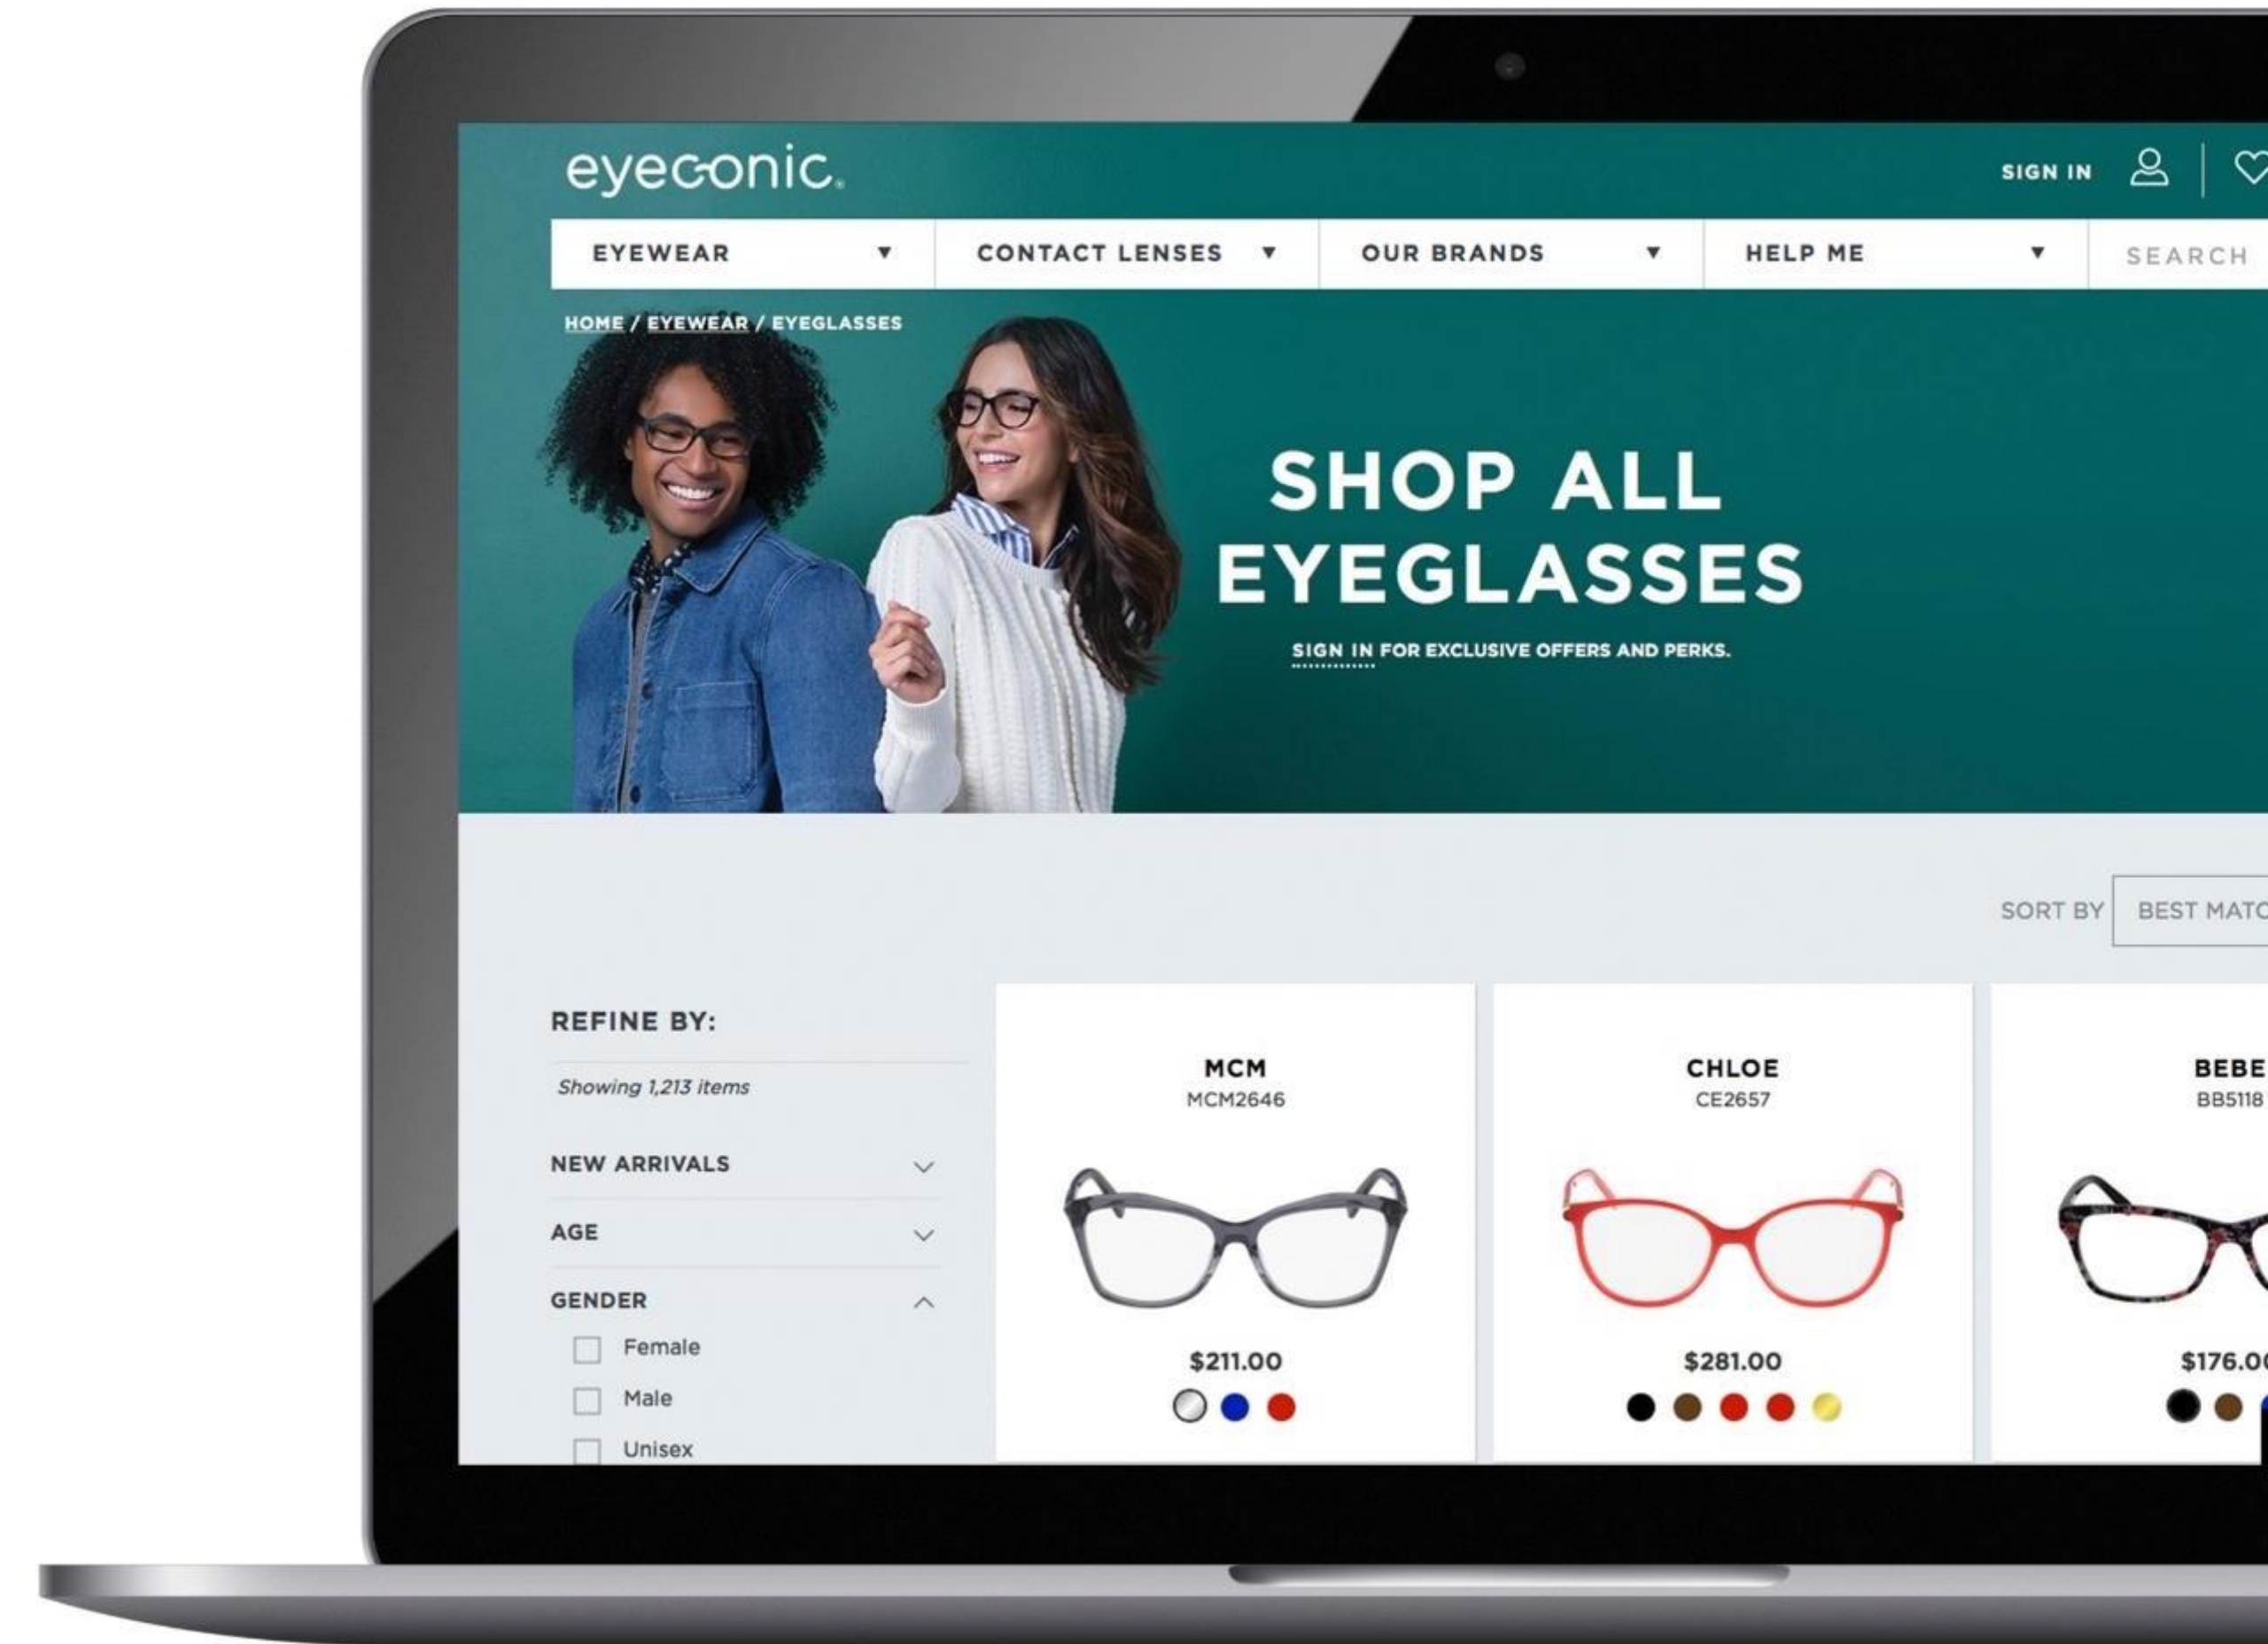 eyeconic.
SIGN IN
EYEWEAR
CONTACT LENSES
OUR BRANDS
HELP ME
SEARCH
HOME / EYEWEAR / EYEGLASSES
SHOP ALL
EYEGLASSES
SIGN IN FOR EXCLUSIVE OFFERS AND PERKS.
SORT BY
BEST
REFINE BY:
Showing 1,213 items
NEW ARRIVALS
AGE
GENDER
Female
Male
Unisex
MCM
MCM2646
$211.00
CHLOE
CE2657
$281.00
BEBE
BB5118